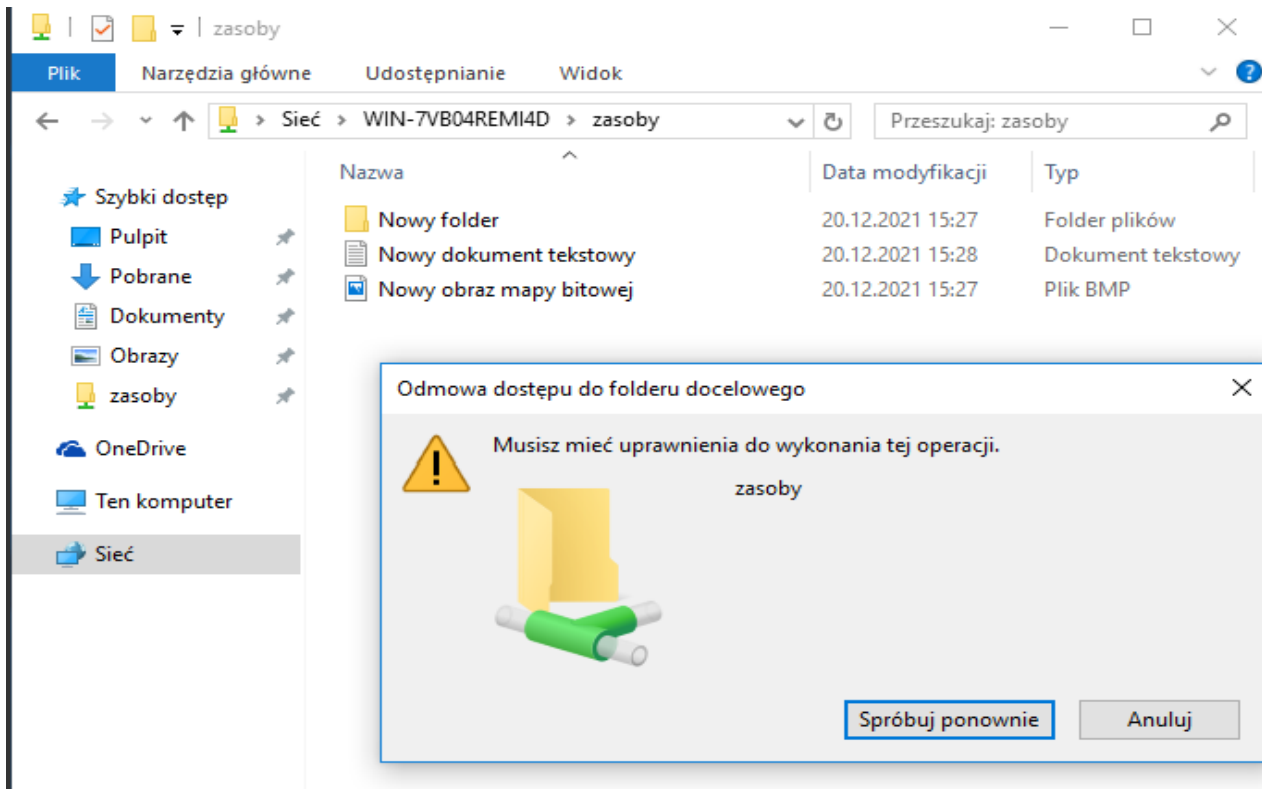 zasoby
Plik Narzędzia główne Udostępnianie Widok
Sieć WIN-7VB04REMI4D zasoby Przeszukaj: zasoby
Nazwa Data modyfikacji Typ
Szybki dostęp
Pulpit
Pobrane
Dokumenty
Obrazy
zasoby
OneDrive
Ten komputer
Sieć
Nowy folder 20.12.2021 15:27 Folder plików
Nowy dokument tekstowy 20.12.2021 15:28 Dokument tekstowy
Nowy obraz mapy bitowej 20.12.2021 15:27 Plik BMP
Odmowa dostępu do folderu docelowego
Musisz mieć uprawnienia do wykonania tej operacji.
zasoby
Spróbuj ponownie Anuluj